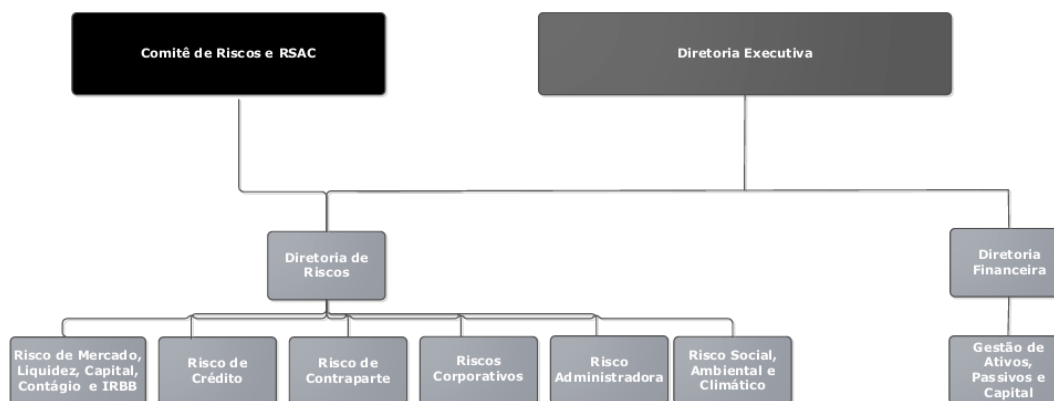 Comitê de Riscos e RSAC
Diretoria Executiva
Diretoria de
Riscos
Diretoria
Financeira
Risco de Mercado,
Liquidez, Capital,
Contágio e IRBB
Risco de
Crédito
Risco de
Contraparte
Riscos
Corporativos
Risco
Administradora
Risco Social,
Ambiental e
Climático
Gestão de
Ativos,
Passivos e
Capital